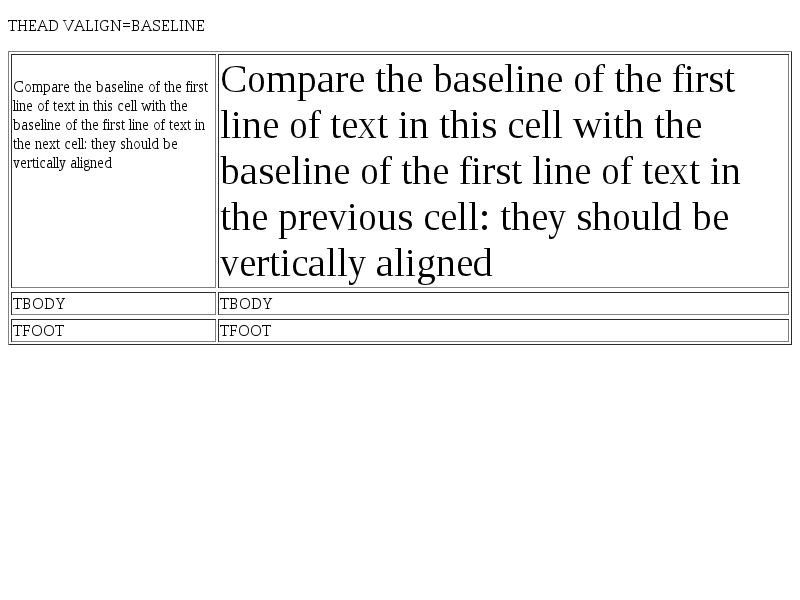 THEAD VALIGN=BASELINE
Compare the baseline of the first
line of text in this cell with the
baseline of the first line of text in
the next cell: they should be
vertically aligned
Compare the baseline of the first
line of text in this cell with the
baseline of the first line of text in
the previous cell: they should be
vertically aligned
TBODY
TBODY
TFOOT
TFOOT